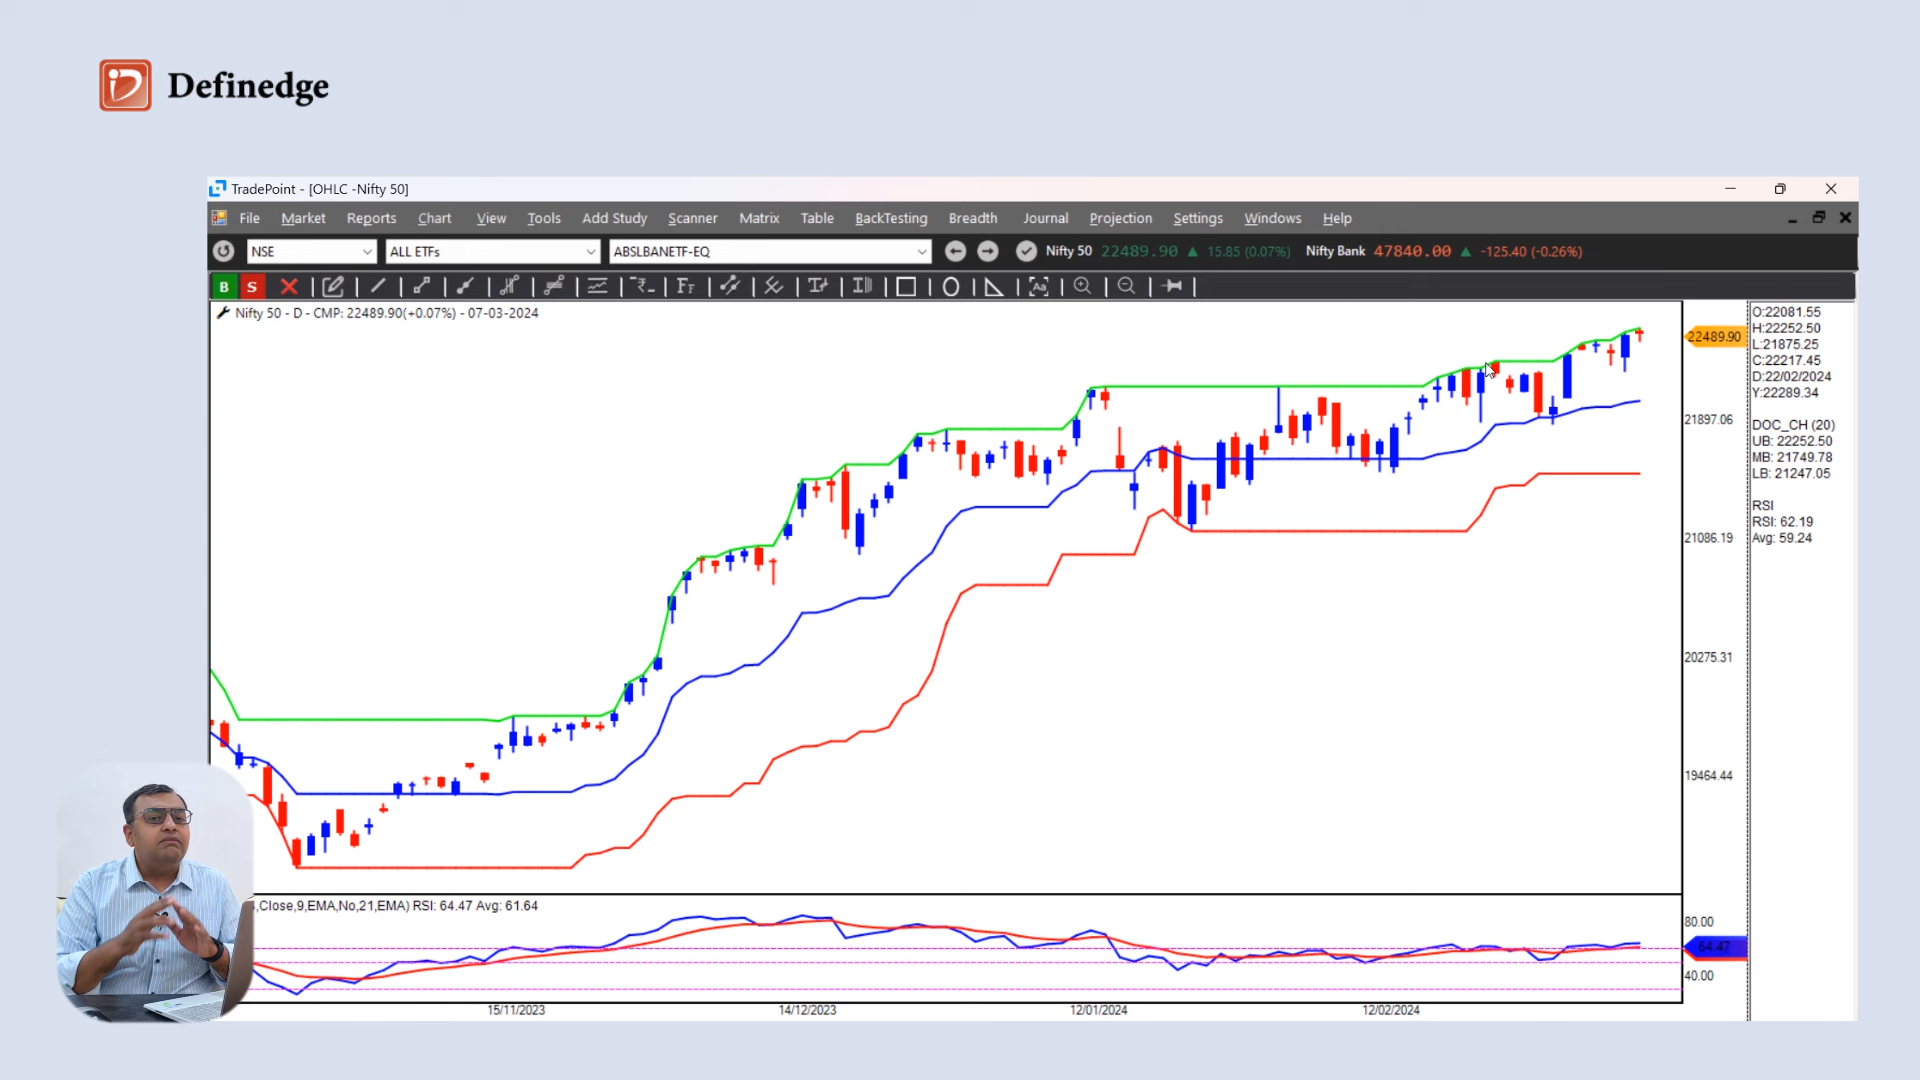 Definedge
TradePoint - [OHLC -Nifty 50]
File Market Reports Chart View Tools Add Study Scanner Matrix Table BackTesting Breadth Journal Projection Settings Windows Help
NSE ALL ETFs ABSLBANETF-EQ Nifty 50 22489.90 ▲ 15.85 (0.07%) Nifty Bank 47840.00 ▲ -125.40 (-0.26%)
B S
Nifty 50 - D - CMP: 22489.90(+0.07%) - 07-03-2024
22489.90
21897.06
21086.19
20275.31
19464.44
O:22081.55
H:22252.50
L:21875.25
C:22217.45
D:22/02/2024
Y:22289.34
DOC_CH (20)
UB: 22252.50
MB: 21749.78
LB: 21247.05
RSI
RSI: 62.19
Avg: 59.24
,Close,9,EMA,No,21,EMA) RSI: 64.47 Avg: 61.64
80.00
64.47
40.00
15/11/2023 14/12/2023 12/01/2024 12/02/2024